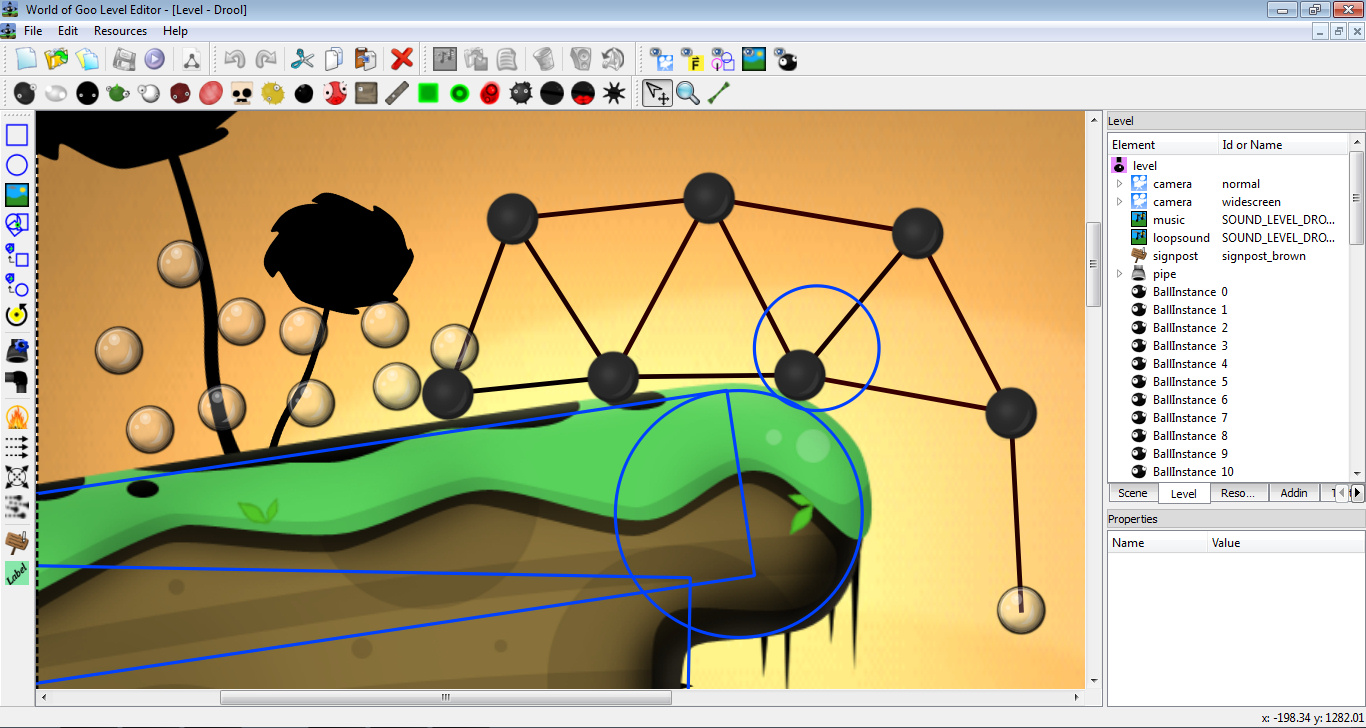 World of Goo Level Editor - [Level - Drool]
File Edit Resources Help
F
Level
Element Id or Name
level
camera normal
camera widescreen
music SOUND_LEVEL_DRO...
loopsound SOUND_LEVEL_DRO...
signpost signpost_brown
pipe
BallInstance 0
BallInstance 1
BallInstance 2
BallInstance 3
BallInstance 4
BallInstance 5
BallInstance 6
BallInstance 7
BallInstance 8
BallInstance 9
BallInstance 10
Scene Level Reso... Addin
Properties
Name Value
Label
x: -198.34 y: 1282.01